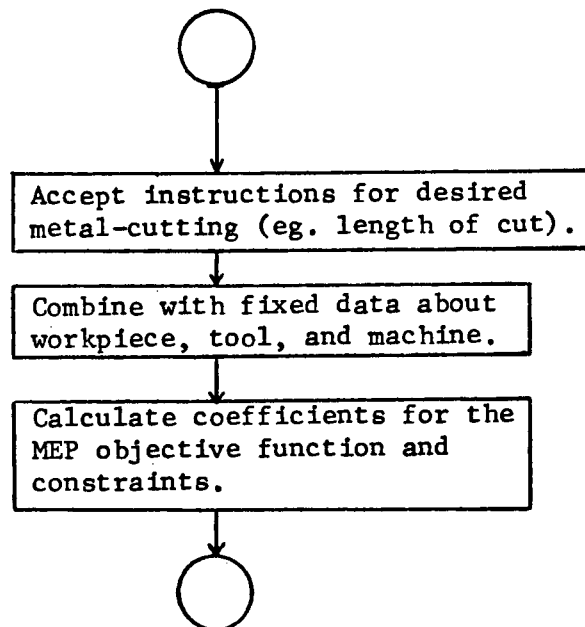 Accept instructions for desired
metal-cutting (eg. length of cut).
Combine with fixed data about
workpiece, tool, and machine.
Calculate coefficients for the
MEP objective function and
constraints.